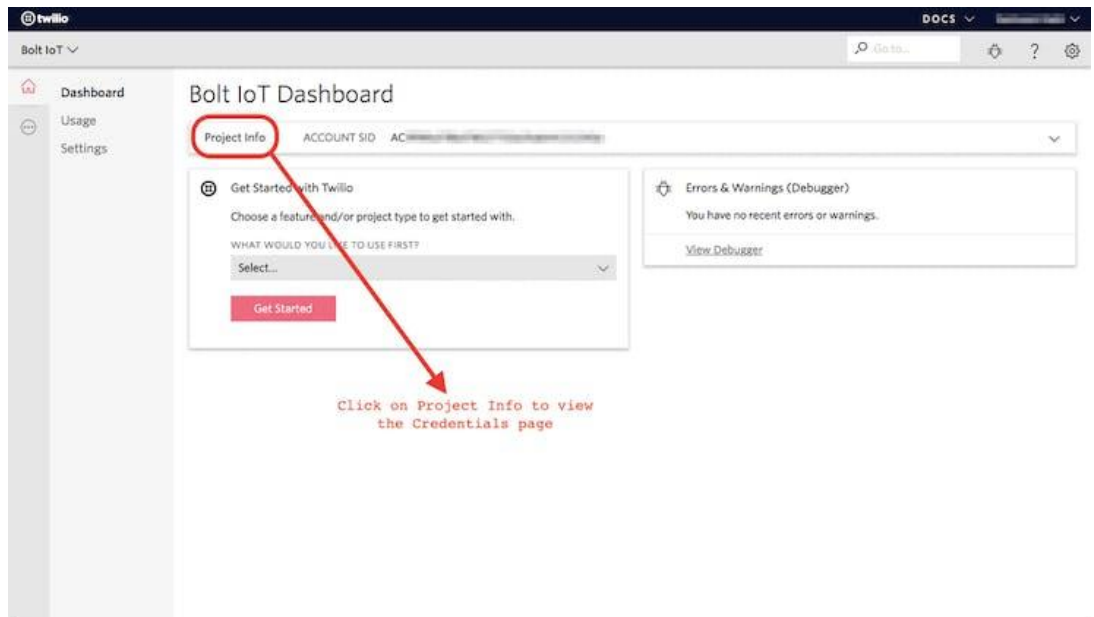 twilio
DOCS
Bolt IoT
Go to...
?
Dashboard
Usage
Settings
Bolt IoT Dashboard
Project Info ACCOUNT SID AC
Get Started with Twilio
Choose a feature and/or project type to get started with.
WHAT WOULD YOU LIKE TO USE FIRST?
Select...
Get Started
Errors & Warnings (Debugger)
You have no recent errors or warnings.
View Debugger
Click on Project Info to view
the Credentials page